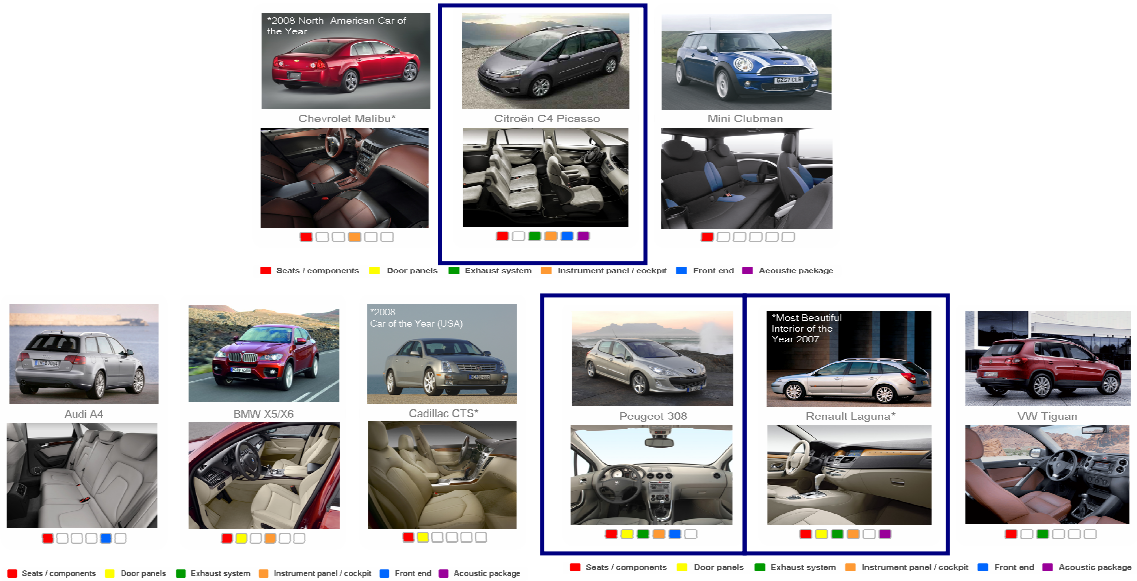 *2008 North American Car of
the Year
Chevrolet Malibu*
Citroën C4 Picasso
Mini Clubman
Seats / components Door panels Exhaust system Instrument panel / cockpit Front end Acoustic package
*2008
Car of the Year (USA)
*Most Beautiful
Interior of the
Year 2007
Audi A4
BMW X5/X6
Cadillac CTS*
Peugeot 308
Renault Laguna*
VW Tiguan
Seats / components Door panels Exhaust system Instrument panel / cockpit Front end Acoustic package
Seats / components Door panels Exhaust system Instrument panel / cockpit Front end Acoustic package